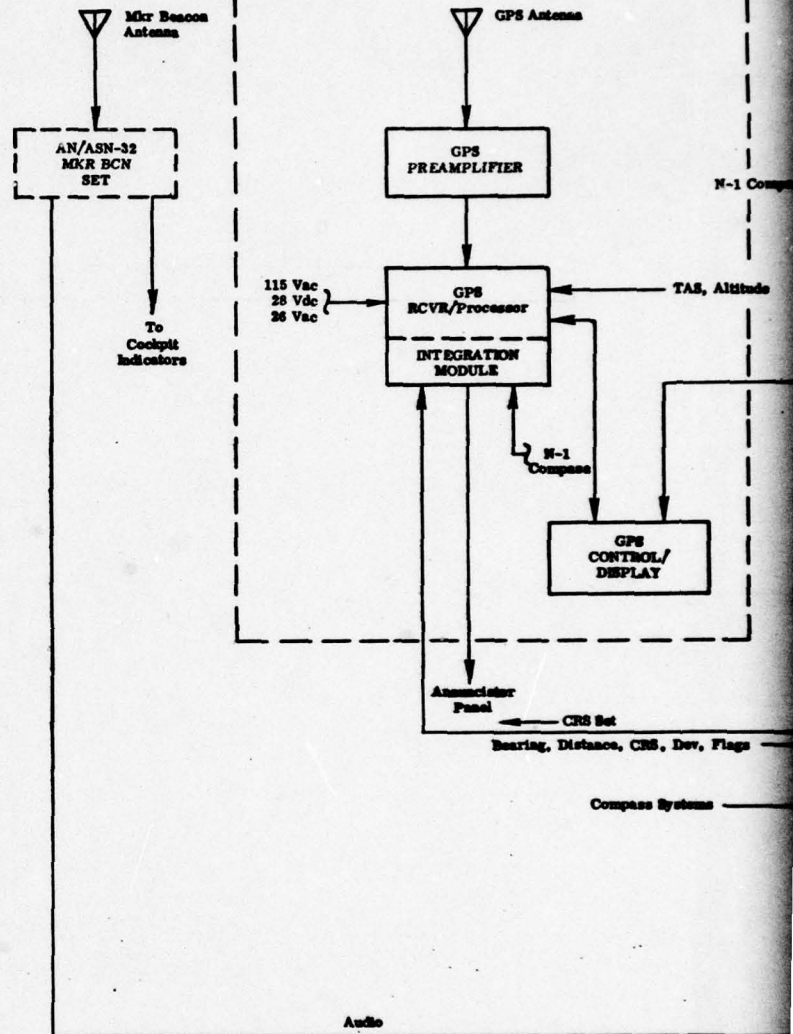 Mkr Beacon
Antenna
GPS Antenna
AN/ASN-32
MKR BCN
SET
GPS
PREAMPLIFIER
N-1
115 Vac
28 Vdc
26 Vac
GPS
RCVR/Processor
TAS, Altitude
INTEGRATION
MODULE
To
Cockpit
Indicators
N-1
Compass
GPS
CONTROL/
DISPLAY
Annunciator
Panel
CRS Set
Bearing, Distance, CRS, Dev, Flags
Compass Systems
Audio